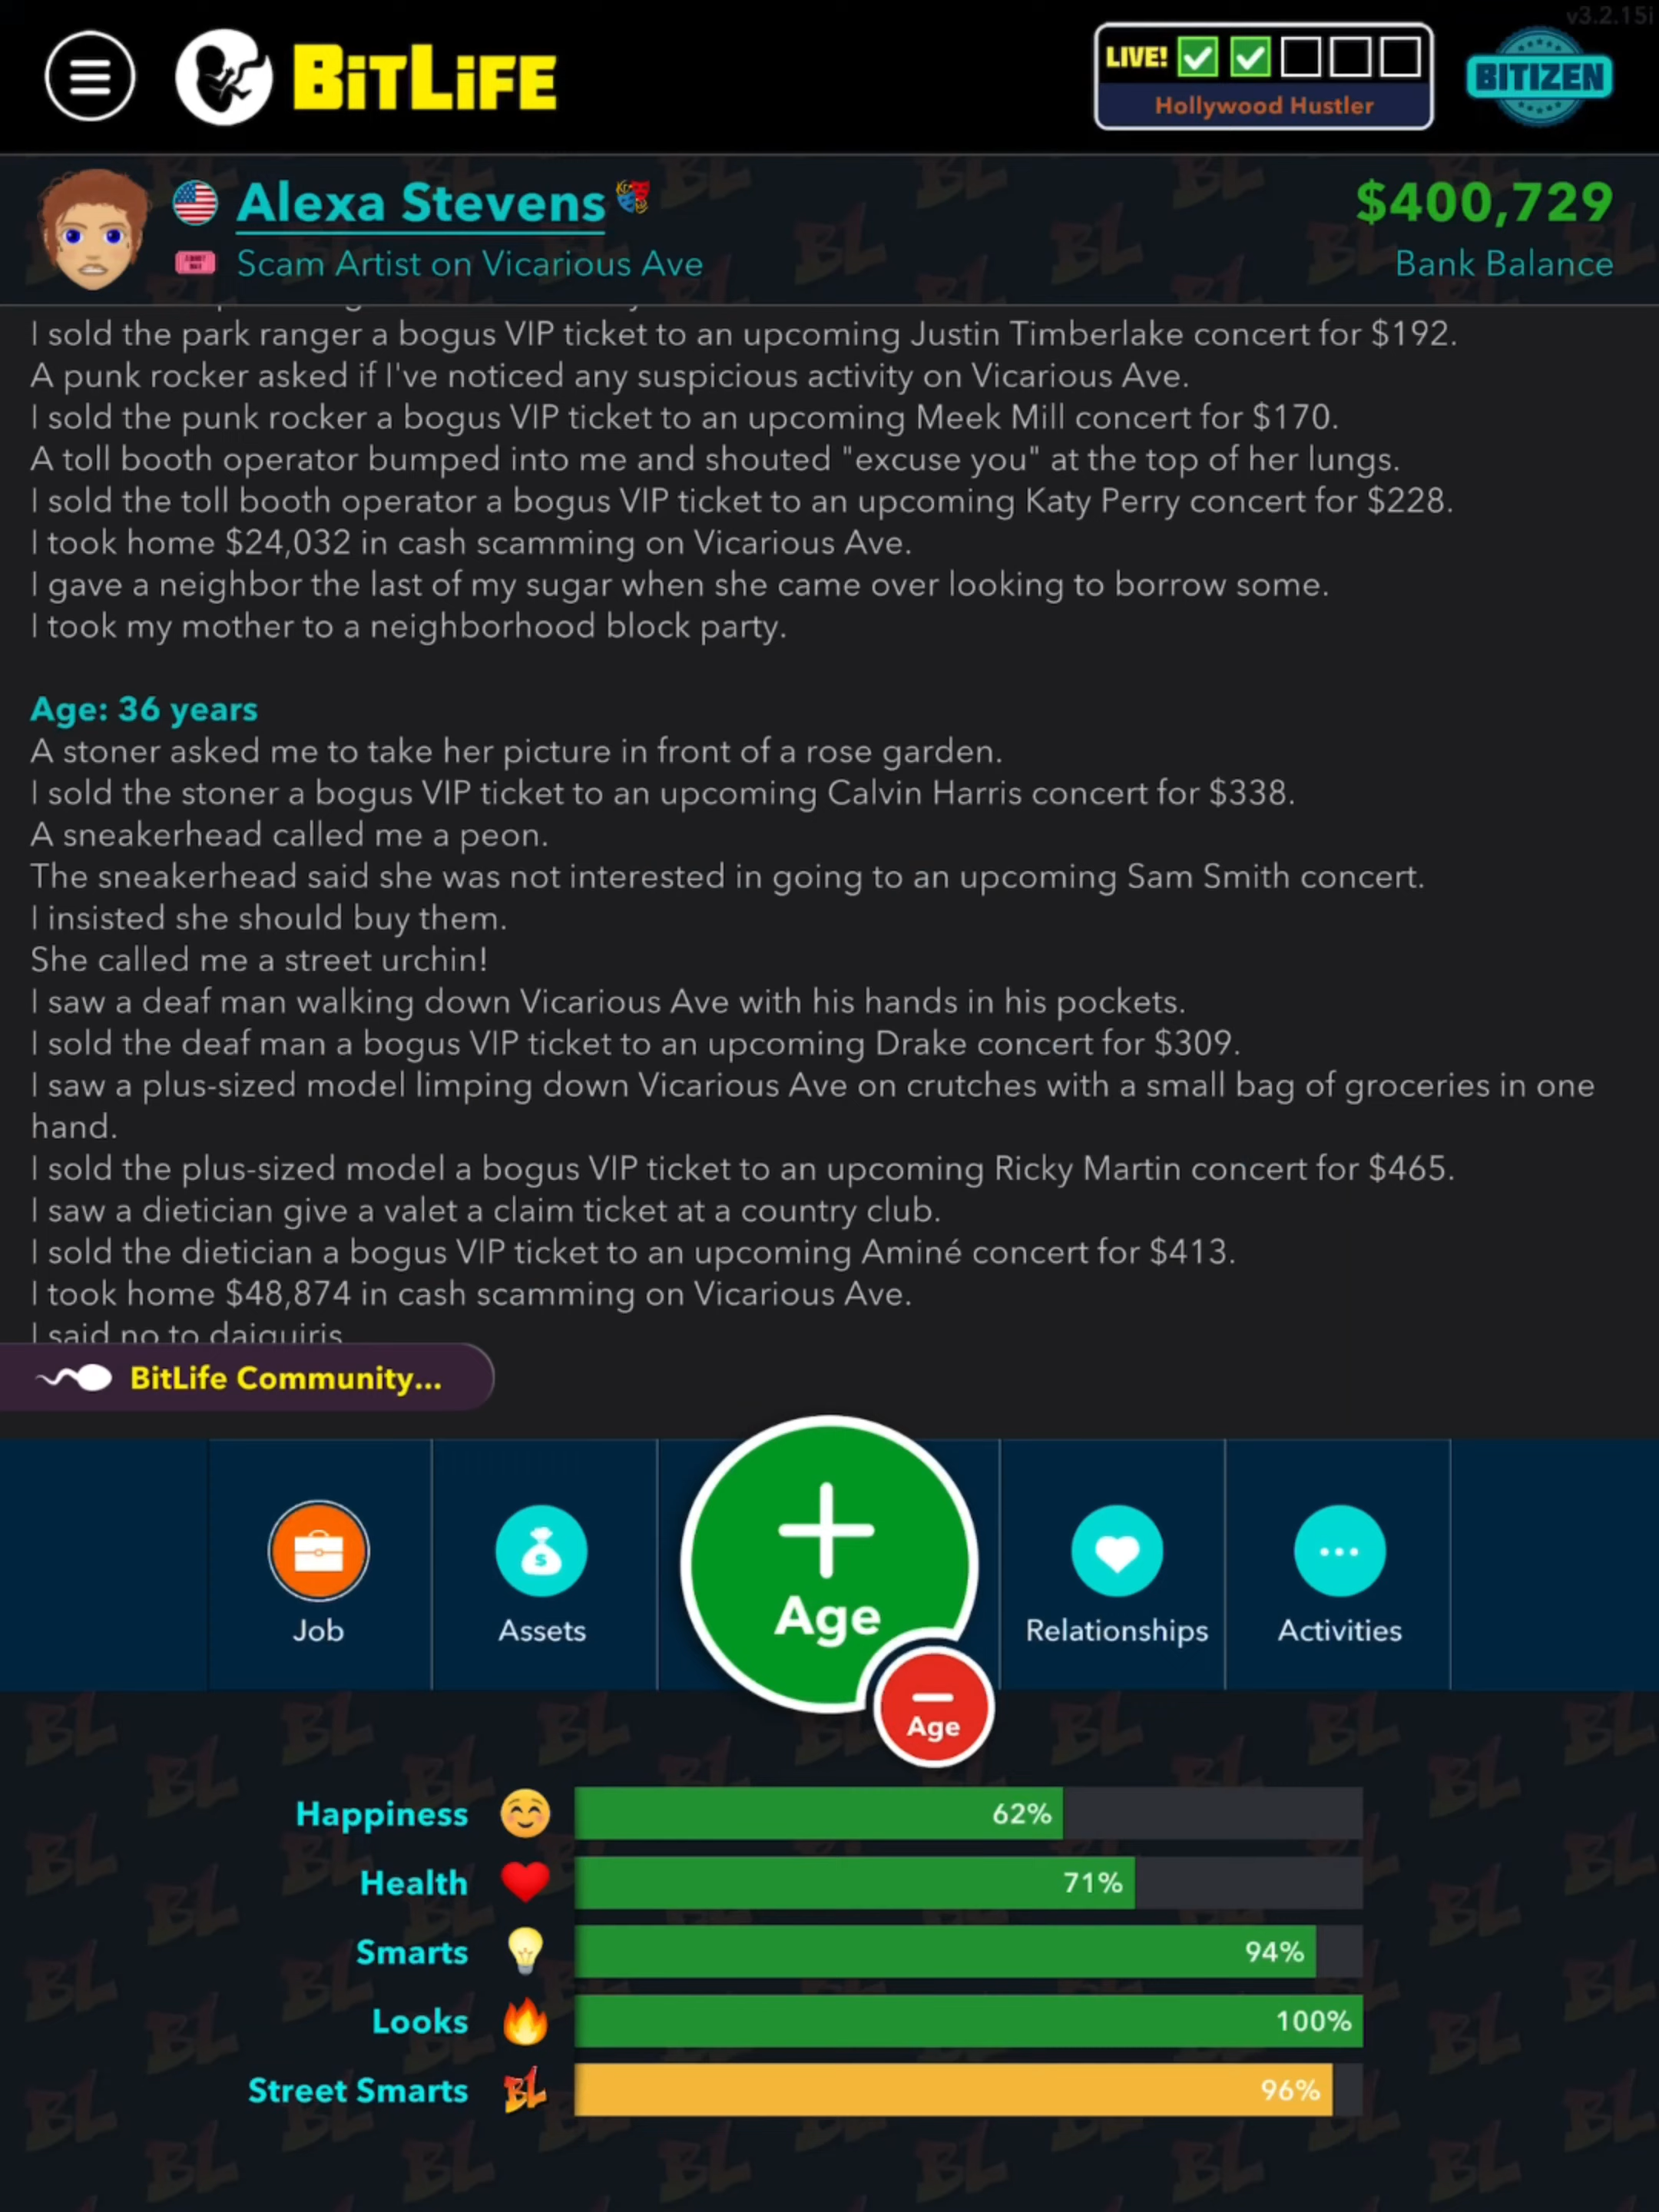 v3.2.15i
BiTLiFE
LIVE!
Hollywood Hustler
BITIZEN
Alexa Stevens
$400,729
Scam Artist on Vicarious Ave
Bank Balance
I sold the park ranger a bogus VIP ticket to an upcoming Justin Timberlake concert for $192.
A punk rocker asked if I've noticed any suspicious activity on Vicarious Ave.
I sold the punk rocker a bogus VIP ticket to an upcoming Meek Mill concert for $170.
A toll booth operator bumped into me and shouted "excuse you" at the top of her lungs.
I sold the toll booth operator a bogus VIP ticket to an upcoming Katy Perry concert for $228.
I took home $24,032 in cash scamming on Vicarious Ave.
I gave a neighbor the last of my sugar when she came over looking to borrow some.
I took my mother to a neighborhood block party.
Age: 36 years
A stoner asked me to take her picture in front of a rose garden.
I sold the stoner a bogus VIP ticket to an upcoming Calvin Harris concert for $338.
A sneakerhead called me a peon.
The sneakerhead said she was not interested in going to an upcoming Sam Smith concert.
I insisted she should buy them.
She called me a street urchin!
I saw a deaf man walking down Vicarious Ave with his hands in his pockets.
I sold the deaf man a bogus VIP ticket to an upcoming Drake concert for $309.
I saw a plus-sized model limping down Vicarious Ave on crutches with a small bag of groceries in one
hand.
I sold the plus-sized model a bogus VIP ticket to an upcoming Ricky Martin concert for $465.
I saw a dietician give a valet a claim ticket at a country club.
I sold the dietician a bogus VIP ticket to an upcoming Aminé concert for $413.
I took home $48,874 in cash scamming on Vicarious Ave.
I said no to daiquiris
BitLife Community...
Job
Assets
+
Age
Relationships
Activities
Age
Happiness 62%
Health 71%
Smarts 94%
Looks 100%
Street Smarts BL 96%